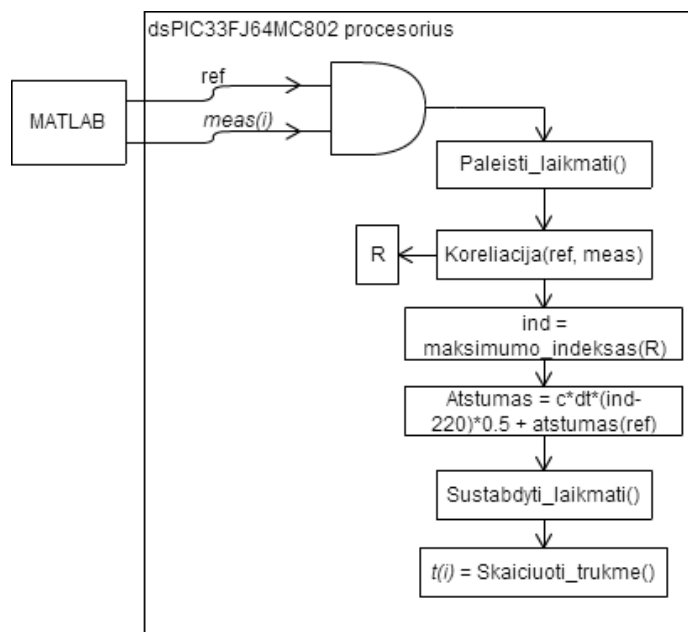 dsPIC33FJ64MC802 procesorius
ref
MATLAB
meas(i)
Paleisti_laikmati()
R
Koreliacija(ref, meas)
ind =
maksimumo_indeksas(R)
Atstumas = c*dt*(ind-
220)*0.5 + atstumas(ref)
Sustabdyti_laikmati()
t(i) = Skaiciuoti_trukme()